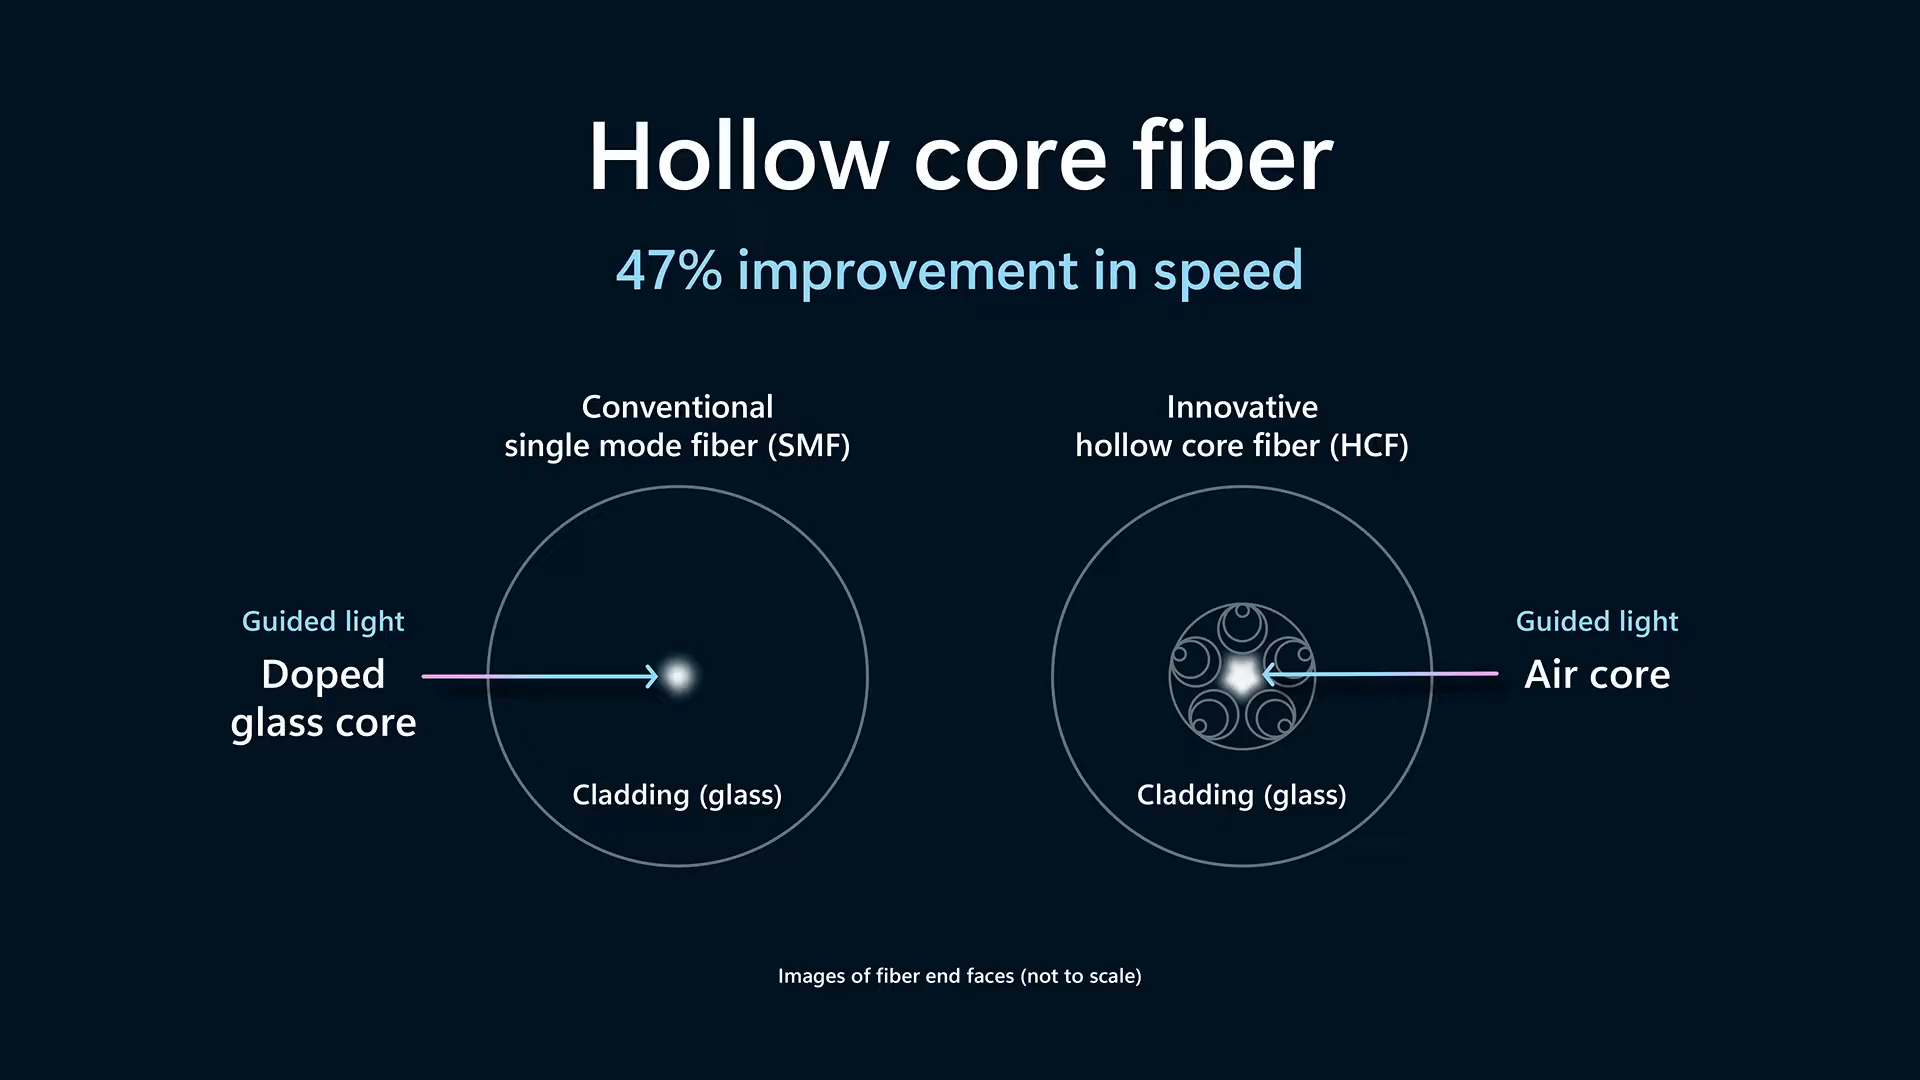 Hollow core fiber
47% improvement in speed
Conventional
single mode fiber (SMF)
Guided light
Doped
glass core
Cladding (glass)
Innovative
hollow core fiber (HCF)
Guided light
Air core
Cladding (glass)
Images of fiber end faces (not to scale)